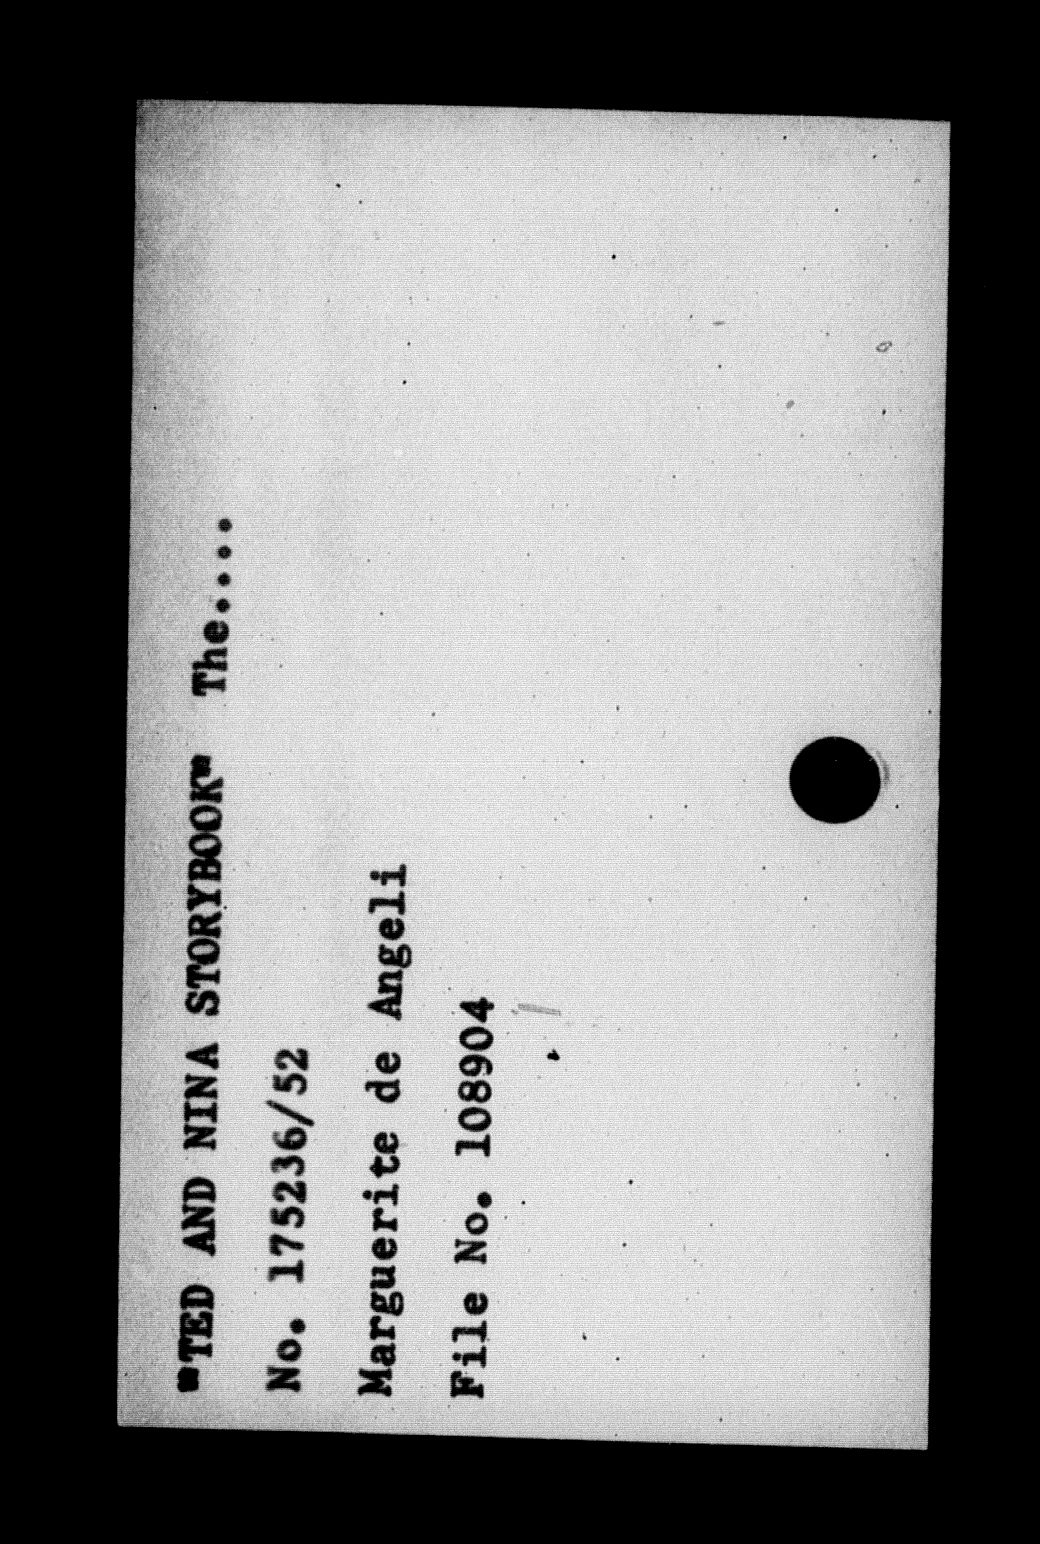 "TED AND NINA STORYBOOK" The....
No. 175236/52
Marguerite de Angeli
File No. 108904